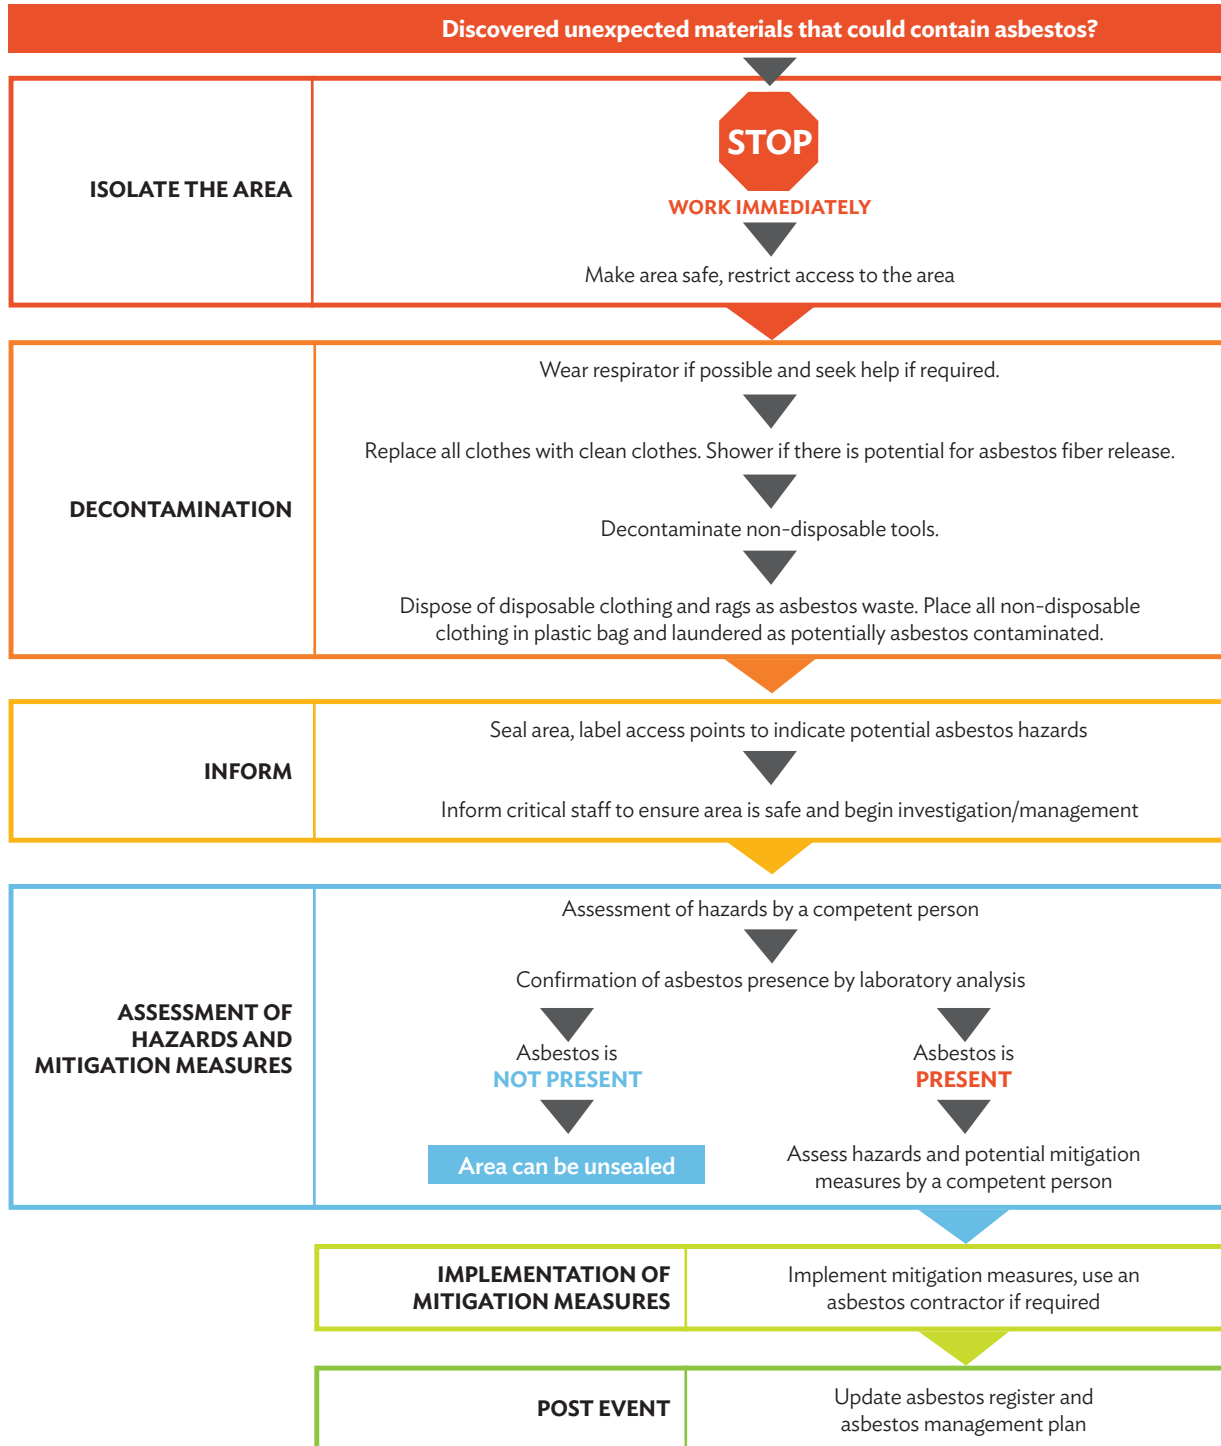 Discovered unexpected materials that could contain asbestos?
ISOLATE THE AREA
STOP
WORK IMMEDIATELY
Make area safe, restrict access to the area
DECONTAMINATION
Wear respirator if possible and seek help if required.
Replace all clothes with clean clothes. Shower if there is potential for asbestos fiber release.
Decontaminate non-disposable tools.
Dispose of disposable clothing and rags as asbestos waste. Place all non-disposable
clothing in plastic bag and laundered as potentially asbestos contaminated.
INFORM
Seal area, label access points to indicate potential asbestos hazards
Inform critical staff to ensure area is safe and begin investigation/management
ASSESSMENT OF
HAZARDS AND
MITIGATION MEASURES
Assessment of hazards by a competent person
Confirmation of asbestos presence by laboratory analysis
Asbestos is
NOT PRESENT
Area can be unsealed
Asbestos is
PRESENT
Assess hazards and potential mitigation
measures by a competent person
IMPLEMENTATION OF
MITIGATION MEASURES
Implement mitigation measures, use an
asbestos contractor if required
POST EVENT
Update asbestos register and
asbestos management plan